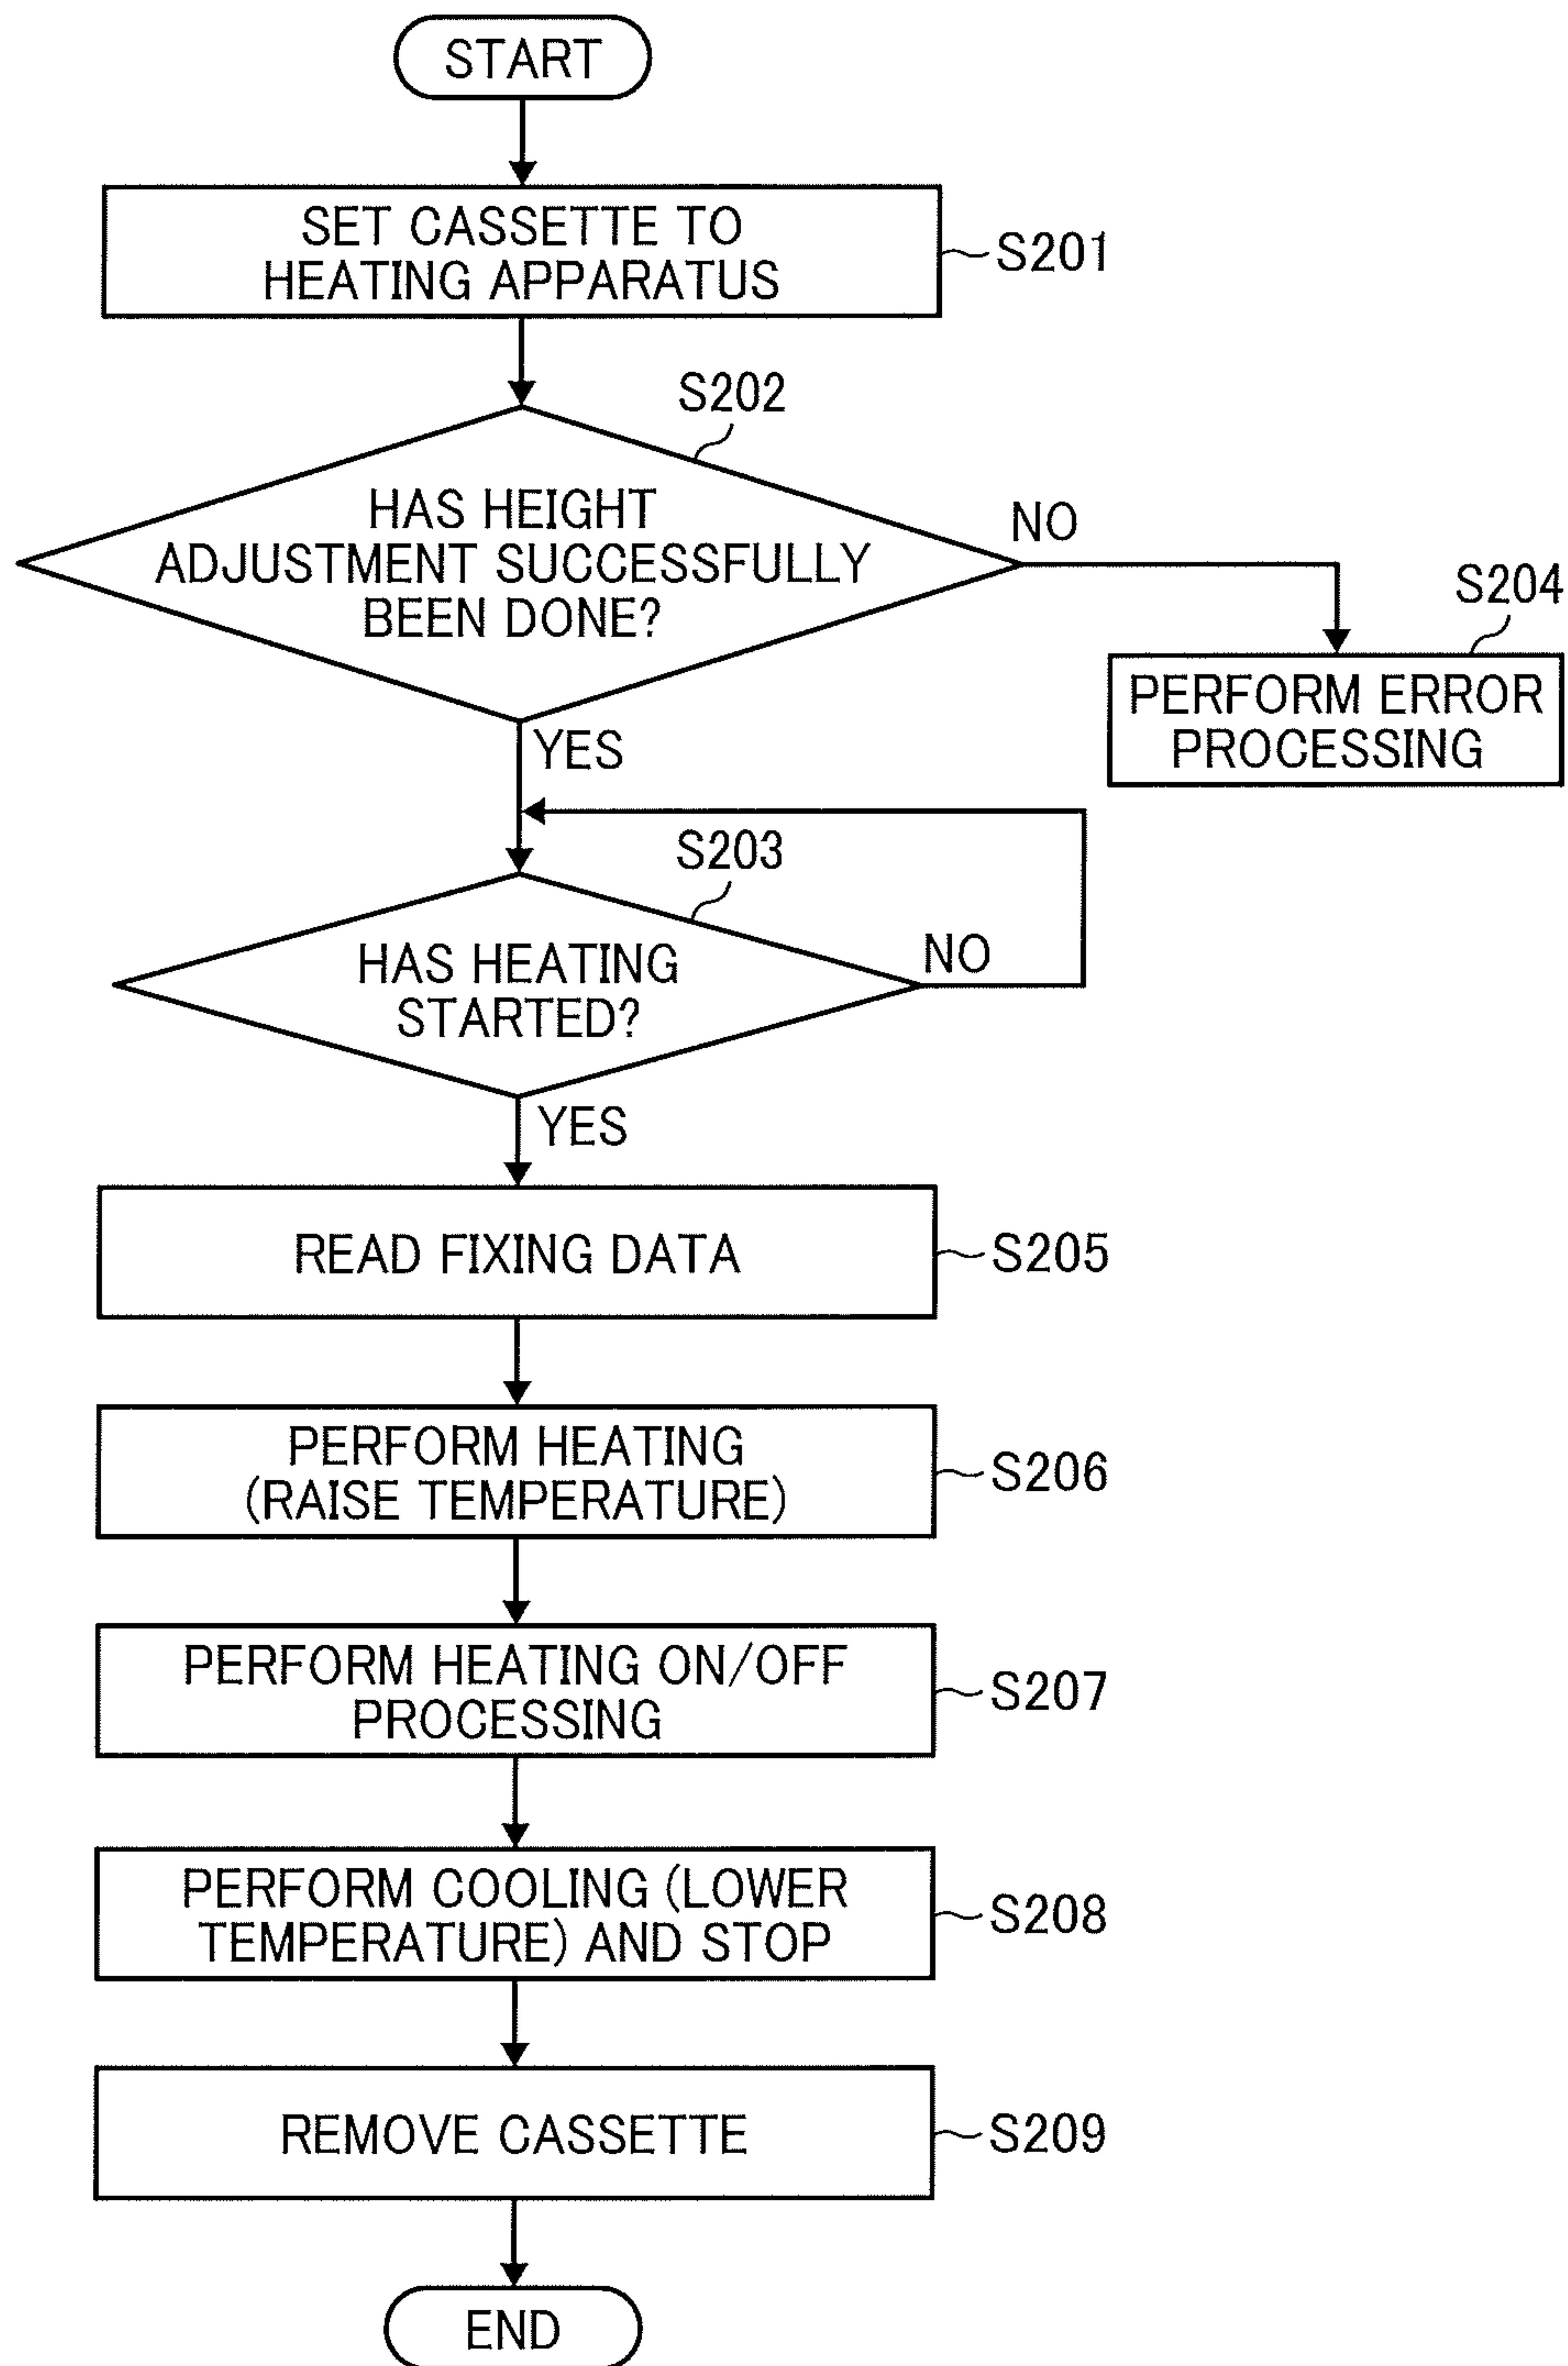 START
SET CASSETTE TO
HEATING APPARATUS
S201
S202
HAS HEIGHT
ADJUSTMENT SUCCESSFULLY
BEEN DONE?
NO
S204
PERFORM ERROR
PROCESSING
YES
S203
HAS HEATING
STARTED?
NO
YES
READ FIXING DATA
S205
PERFORM HEATING
(RAISE TEMPERATURE)
S206
PERFORM HEATING ON/OFF
PROCESSING
S207
PERFORM COOLING (LOWER
TEMPERATURE) AND STOP
S208
REMOVE CASSETTE
S209
END